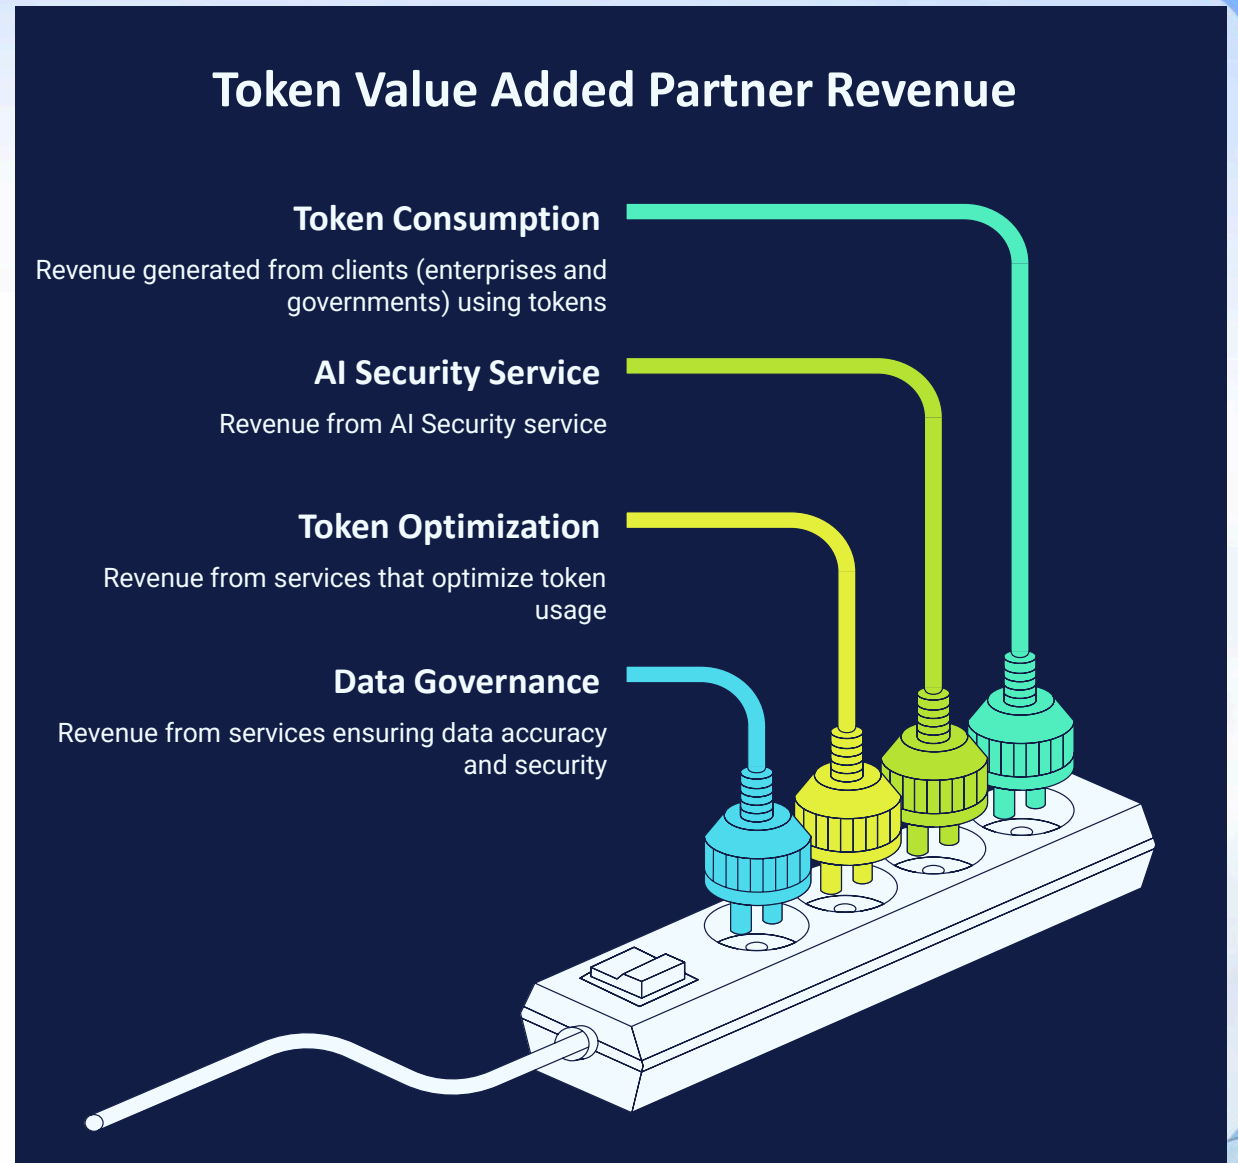 Token Value Added Partner Revenue
Token Consumption
Revenue generated from clients (enterprises and
governments) using tokens
AI Security Service
Revenue from AI Security service
Token Optimization
Revenue from services that optimize token
usage
Data Governance
Revenue from services ensuring data accuracy
and security